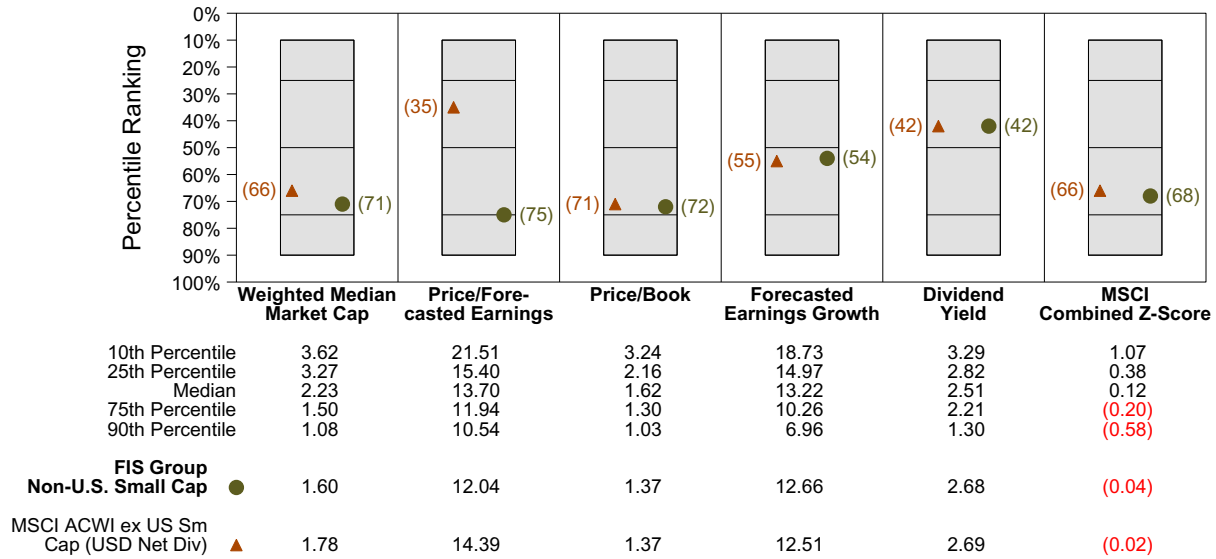 0%
10%
20%
30%
40%
50%
60%
70%
80%
90%
100%
Percentile Ranking
(66) (71)
(35) (75)
(71) (72)
(55) (54)
(42) (42)
(66) (68)
Weighted Median Market Cap
Price/Fore-casted Earnings
Price/Book
Forecasted Earnings Growth
Dividend Yield
MSCI Combined Z-Score
10th Percentile 3.62 21.51 3.24 18.73 3.29 1.07
25th Percentile 3.27 15.40 2.16 14.97 2.82 0.38
Median 2.23 13.70 1.62 13.22 2.51 0.12
75th Percentile 1.50 11.94 1.30 10.26 2.21 (0.20)
90th Percentile 1.08 10.54 1.03 6.96 1.30 (0.58)
FIS Group
Non-U.S. Small Cap 1.60 12.04 1.37 12.66 2.68 (0.04)
MSCI ACWI ex US Sm
Cap (USD Net Div) 1.78 14.39 1.37 12.51 2.69 (0.02)